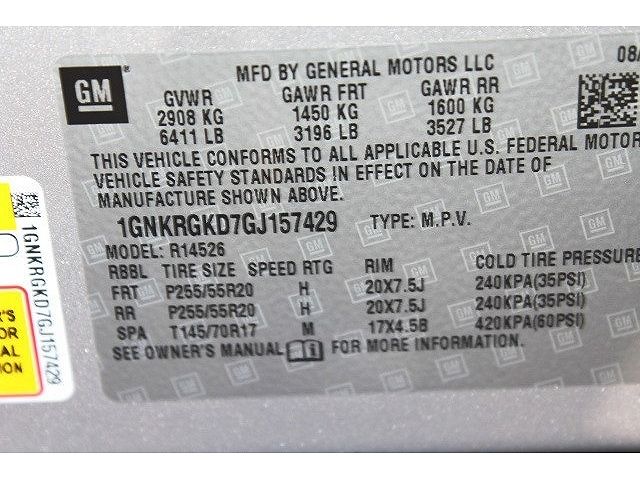 GM
MFD BY GENERAL MOTORS LLC
08/
GVWR GAWR FRT GAWR RR
2908 KG 1450 KG 1600 KG
6411 LB 3196 LB 3527 LB
THIS VEHICLE CONFORMS TO ALL APPLICABLE U.S. FEDERAL MOTOR
VEHICLE SAFETY STANDARDS IN EFFECT ON THE DATE OF
MANUFACTURE SHOWN ABOVE.
1GNKRGKD7GJ157429 TYPE: M.P.V.
MODEL: R14526
RBBL TIRE SIZE SPEED RTG RIM COLD TIRE PRESSURE
FRT P255/55R20 H 20X7.5J 240KPA(35PSI)
RR P255/55R20 H 20X7.5J 240KPA(35PSI)
SPA T145/70R17 M 17X4.5B 420KPA(60PSI)
SEE OWNER'S MANUAL FOR MORE INFORMATION.
1GNKRGKD7GJ157429